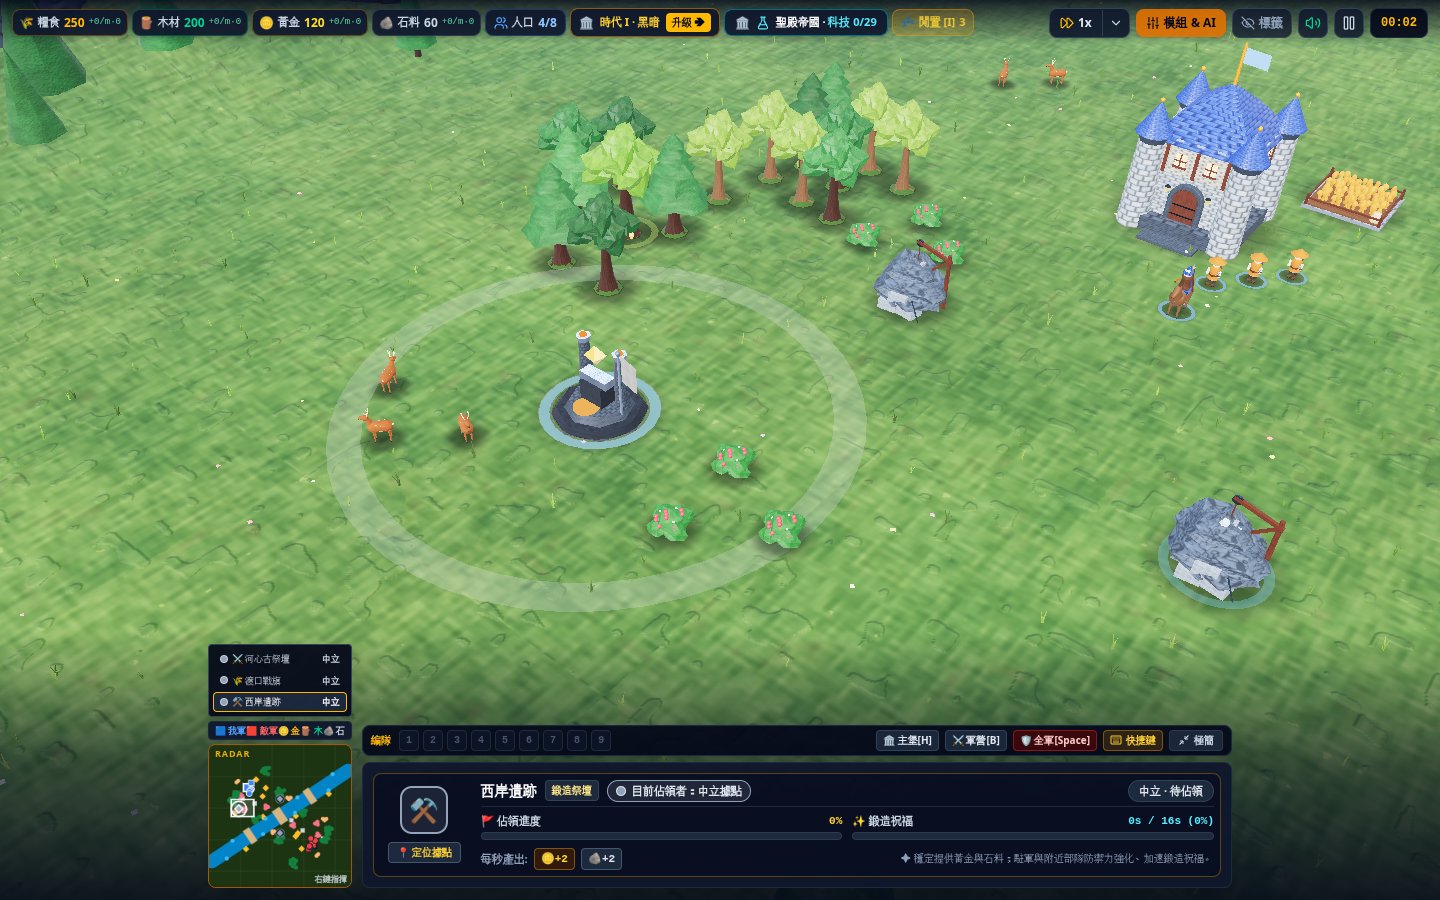 糧食 250 +0/m·0
木材 200 +0/m·0
黃金 120 +0/m·0
石料 60 +0/m·0
人口 4/8
時代 I · 黑暗 升級
聖殿帝國 · 科技 0/29
閒置 [I] 3
1x
模組 & AI
標籤
00:02
河心古祭壇 中立
渡口戰旗 中立
西岸遺跡 中立
我軍 敵軍 金 木 石
RADAR
右鍵指揮
編隊 1 2 3 4 5 6 7 8 9
主堡[H]
軍營[B]
全軍[Space]
快捷鍵
極簡
西岸遺跡 鍛造祭壇 目前佔領者：中立據點
中立 · 待佔領
佔領進度 0%
鍛造祝福 0s / 16s (0%)
定位據點
每秒產出: +2 +2
穩定提供黃金與石料；駐軍與附近部隊防禦力強化、加速鍛造祝福。